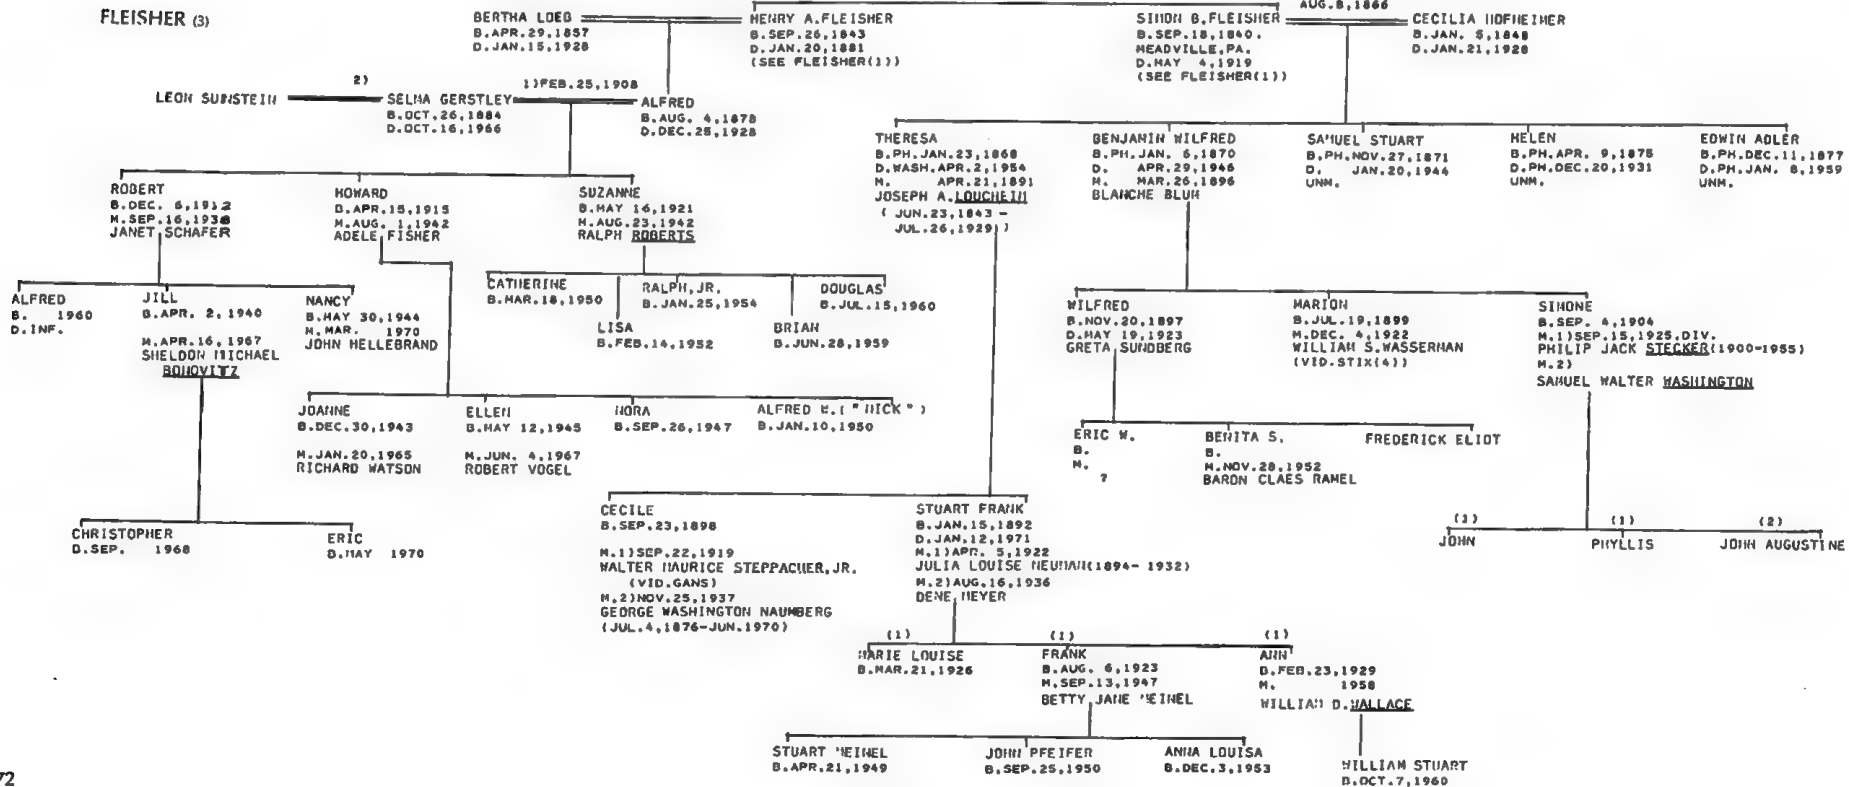 FLEISHER (3)
AUG.8,1866
BERTHA LOEB
B.APR.29,1857
D.JAN.15,1928
HENRY A.FLEISHER
B.SEP.26,1843
D.JAN.20,1881
(SEE FLEISHER(1))
SIMON B.FLEISHER
B.SEP.18,1840.
MEADVILLE,PA.
D.MAY 4,1919
(SEE FLEISHER(1))
CECILIA HOFHEIMER
B.JAN. 5,1848
D.JAN.21,1928
LEON SUNSTEIN
2)
SELMA GERSTLEY
B.OCT.26,1884
D.OCT.16,1966
1)FEB.25,1908
ALFRED
B.AUG. 4,1878
D.DEC.25,1928
THERESA
B.PH.JAN.23,1868
D.WASH.APR.2,1954
M. APR.21,1891
JOSEPH A.LOUCHEIM
( JUN.23,1843 -
JUL.26,1929 )
BENJAMIN WILFRED
B.PH.JAN. 6,1870
D. APR.29,1946
M. MAR.26,1896
BLANCHE BLUM
SAMUEL STUART
B.PH.NOV.27,1871
D. JAN.20,1944
UNM.
HELEN
B.PH.APR. 9,1875
D.PH.DEC.20,1931
UNM.
EDWIN ADLER
B.PH.DEC.11,1877
D.PH.JAN. 8,1959
UNM.
ROBERT
B.DEC. 6,1912
M.SEP.16,1938
JANET SCHAFER
HOWARD
B.APR.15,1915
M.AUG. 1,1942
ADELE FISHER
SUZANNE
B.MAY 16,1921
M.AUG.23,1942
RALPH ROBERTS
ALFRED
B. 1960
D.INF.
JILL
B.APR. 2,1940
M.APR.16,1967
SHELDON MICHAEL
BONOVITZ
NANCY
B.MAY 30,1944
M.MAR. 1970
JOHN HELLEBRAND
CATHERINE
B.MAR.18,1950
LISA
B.FEB.14,1952
RALPH,JR.
B.JAN.25,1954
BRIAN
B.JUN.28,1959
DOUGLAS
B.JUL.15,1960
WILFRED
B.NOV.20,1897
D.MAY 19,1923
GRETA SUNDBERG
MARION
B.JUL.19,1899
M.DEC. 4,1922
WILLIAM S.WASSERMAN
(VID.STIX(4))
SIMONE
B.SEP. 4,1904
M.1)SEP.15,1925.DIV.
PHILIP JACK STECKER(1900-1955)
M.2)
SAMUEL WALTER WASHINGTON
JOANNE
B.DEC.30,1943
M.JAN.20,1965
RICHARD WATSON
ELLEN
B.MAY 12,1945
M.JUN. 4,1967
ROBERT VOGEL
NORA
B.SEP.26,1947
ALFRED W.("NICK")
B.JAN.10,1950
ERIC W.
B.
M.
?
BENITA S.
B.
M.NOV.28,1952
BARON CLAES RAMEL
FREDERICK ELIOT
CHRISTOPHER
B.SEP. 1968
ERIC
B.MAY 1970
CECILE
B.SEP.23,1898
M.1)SEP.22,1919
WALTER MAURICE STEPPACHER,JR.
(VID.GANS)
M.2)NOV.25,1937
GEORGE WASHINGTON NAUMBERG
(JUL.4,1876-JUN.1970)
STUART FRANK
B.JAN.15,1892
D.JAN.12,1971
M.1)APR. 5,1922
JULIA LOUISE NEUMAN(1894- 1932)
M.2)AUG.16,1936
DENE MEYER
(1)
JOHN
(1)
PHYLLIS
(2)
JOHN AUGUSTINE
(1)
MARIE LOUISE
B.MAR.21,1926
(1)
FRANK
B.AUG. 6,1923
M.SEP.13,1947
BETTY JANE MEINEL
(1)
ANN
B.FEB.23,1929
M. 1958
WILLIAM D.WALLACE
STUART MEINEL
B.APR.21,1949
JOHN PFEIFER
B.SEP.25,1950
ANNA LOUISA
B.DEC.3,1953
WILLIAM STUART
B.OCT.7,1960
72